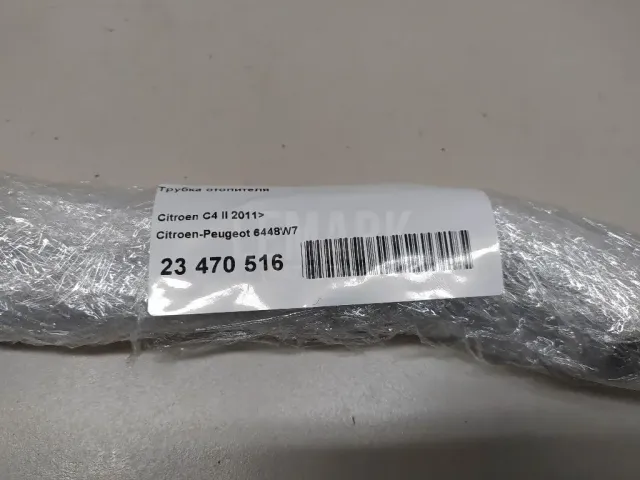 Трубка отопителя
Citroen C4 II 2011>
Citroen-Peugeot 6448W7
23 470 516